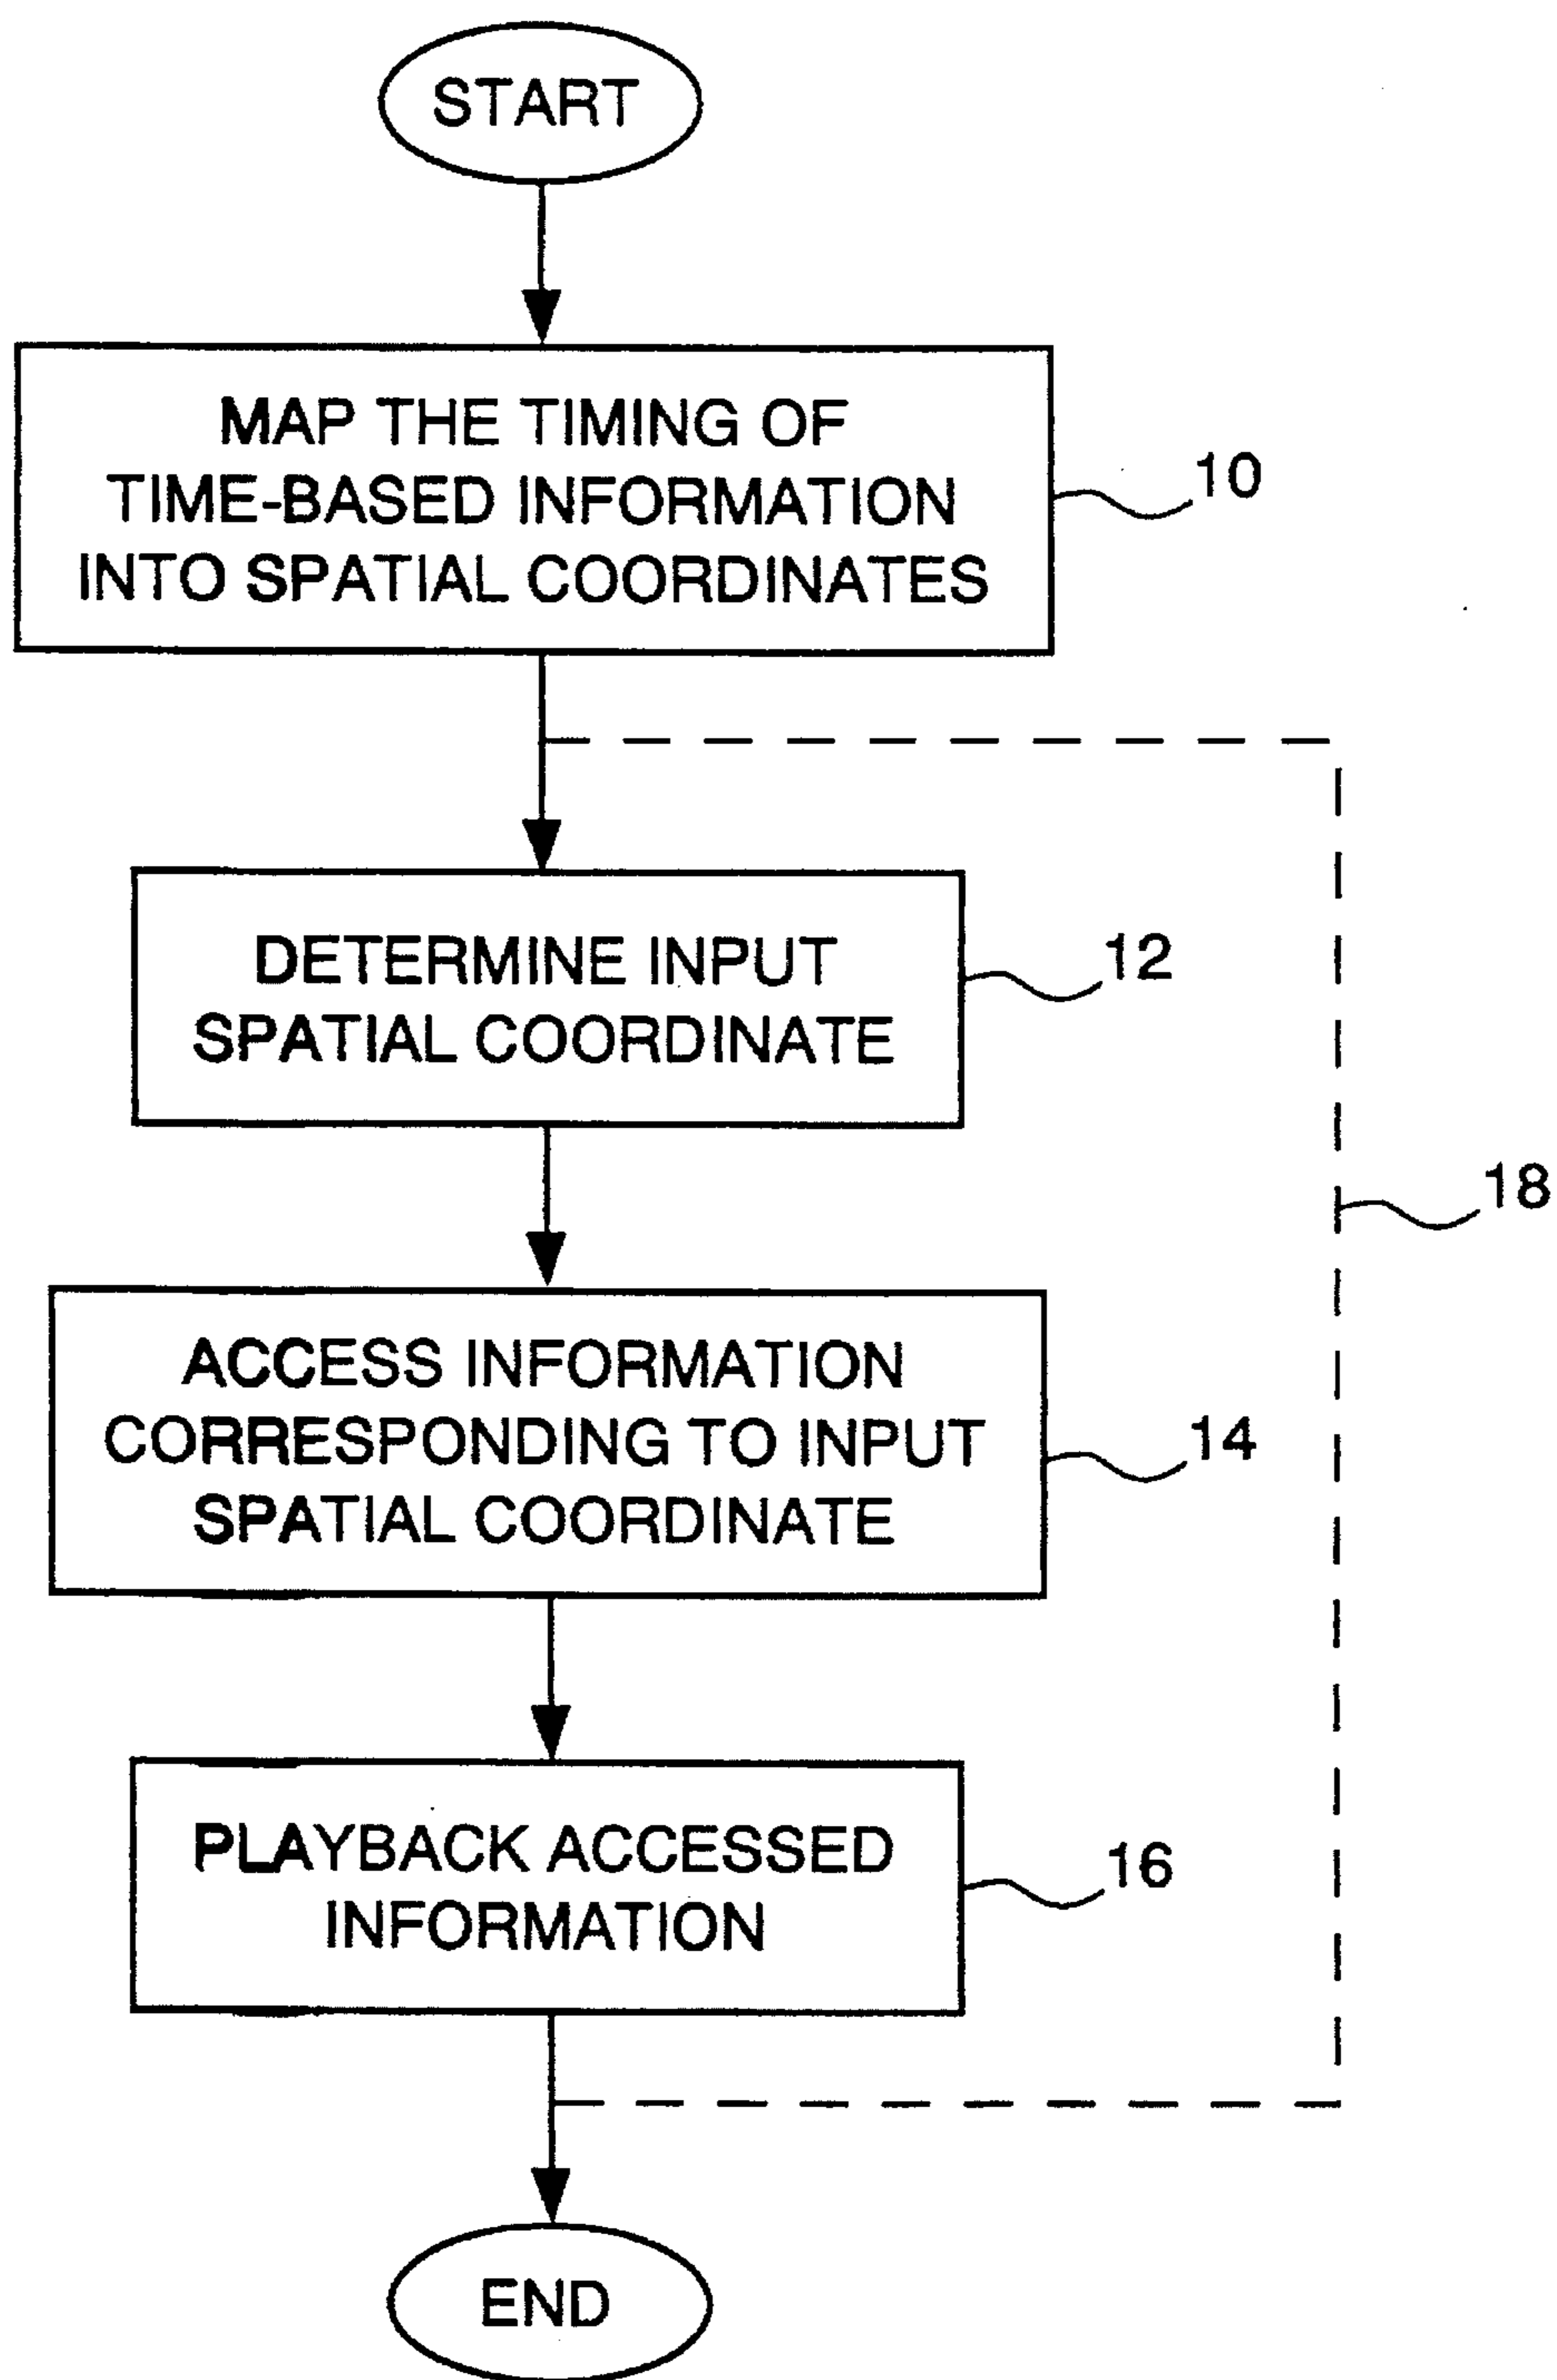 START
MAP THE TIMING OF
TIME-BASED INFORMATION
INTO SPATIAL COORDINATES
10
DETERMINE INPUT
SPATIAL COORDINATE
12
18
ACCESS INFORMATION
CORRESPONDING TO INPUT
SPATIAL COORDINATE
14
PLAYBACK ACCESSED
INFORMATION
16
END